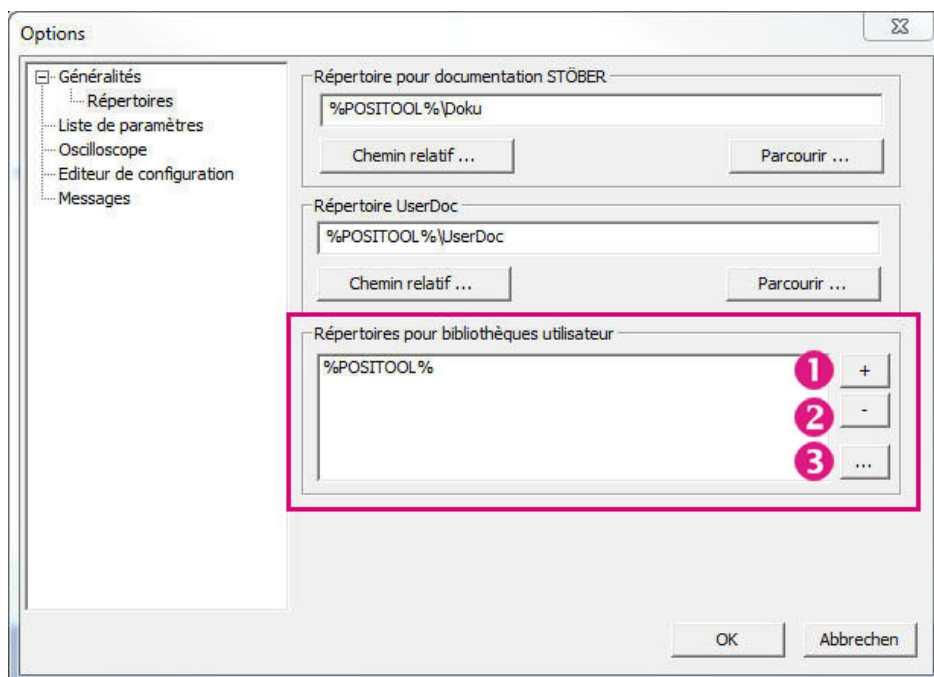 Options
Généralités
Répertoires
Liste de paramètres
Oscilloscope
Editeur de configuration
Messages
Répertoire pour documentation STÖBER
%POSITOOL%\Doku
Chemin relatif ... Parcourir ...
Répertoire UserDoc
%POSITOOL%\UserDoc
Chemin relatif ... Parcourir ...
Répertoires pour bibliothèques utilisateur
%POSITOOL%
1 +
2 -
3 ...
OK Abbrechen